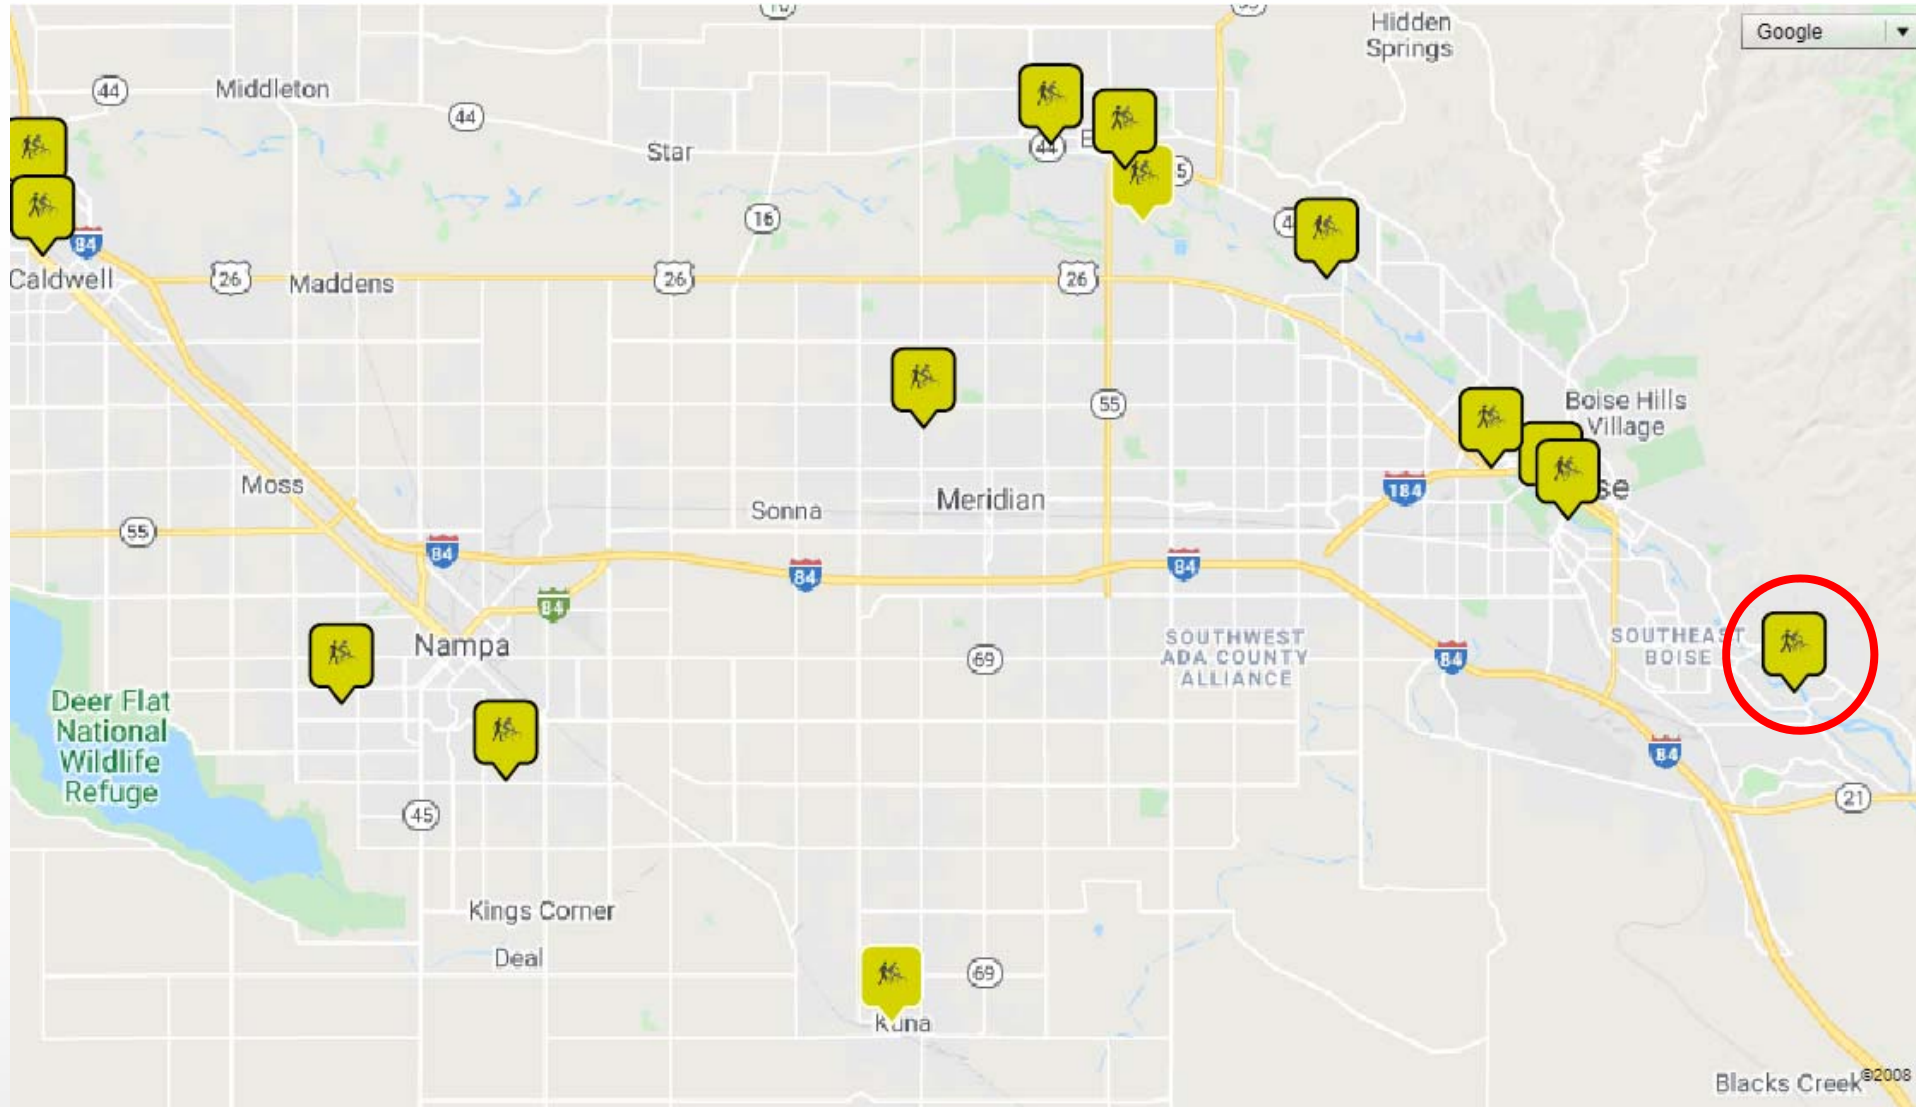 Hidden
Springs
Google
44
Middleton
44
Star
44
16
84
Caldwell
26
Maddens
26
26
55
Boise Hills
Village
Moss
Sonna
Meridian
184
55
84
84
84
84
Nampa
69
SOUTHWEST
ADA COUNTY
ALLIANCE
84
SOUTHEAST
BOISE
Deer Flat
National
Wildlife
Refuge
84
45
21
Kings Corner
Deal
69
Kuna
Blacks Creek
©2008